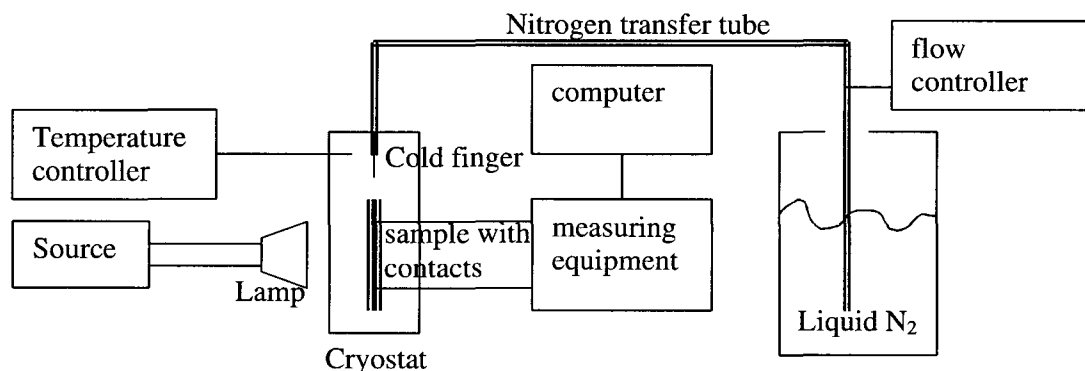 Nitrogen transfer tube
flow
controller
computer
Temperature
controller
Cold finger
Source
Lamp
sample with
contacts
measuring
equipment
Liquid N₂
Cryostat